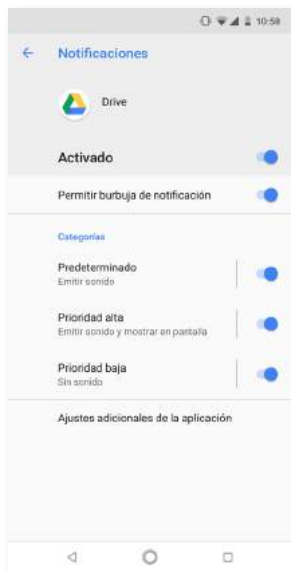 10:58
Notificaciones
Drive
Activado
Permitir burbuja de notificación
Categorías
Predeterminado
Emitir sonido
Prioridad alta
Emitir sonido y mostrar en pantalla
Prioridad baja
Sin sonido
Ajustes adicionales de la aplicación